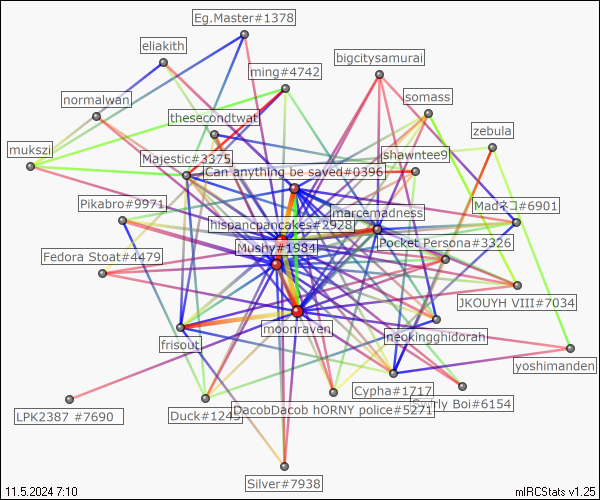 Eg.Master#1378
eliakith
bigcitysamurai
ming#4742
normalwan
somass
thesecondtwat
zebula
mukszi
Majestic#3375
shawntee9
Can anything be saved#0396
Pikabro#9971
marcemadness
Madネコ#6901
hispancpancakes#2928
Mushy#1984
Pocket Persona#3326
Fedora Stoat#4479
JKOUYH VIII#7034
moonraven
frisout
neokingghidorah
yoshimanden
Cypha#1717
LPK2387 #7690
Duck#1245
DacobDacob hORNY police#5271
Boi#6154
Silver#7938
11.5.2024 7:10
mIRCStats v1.25